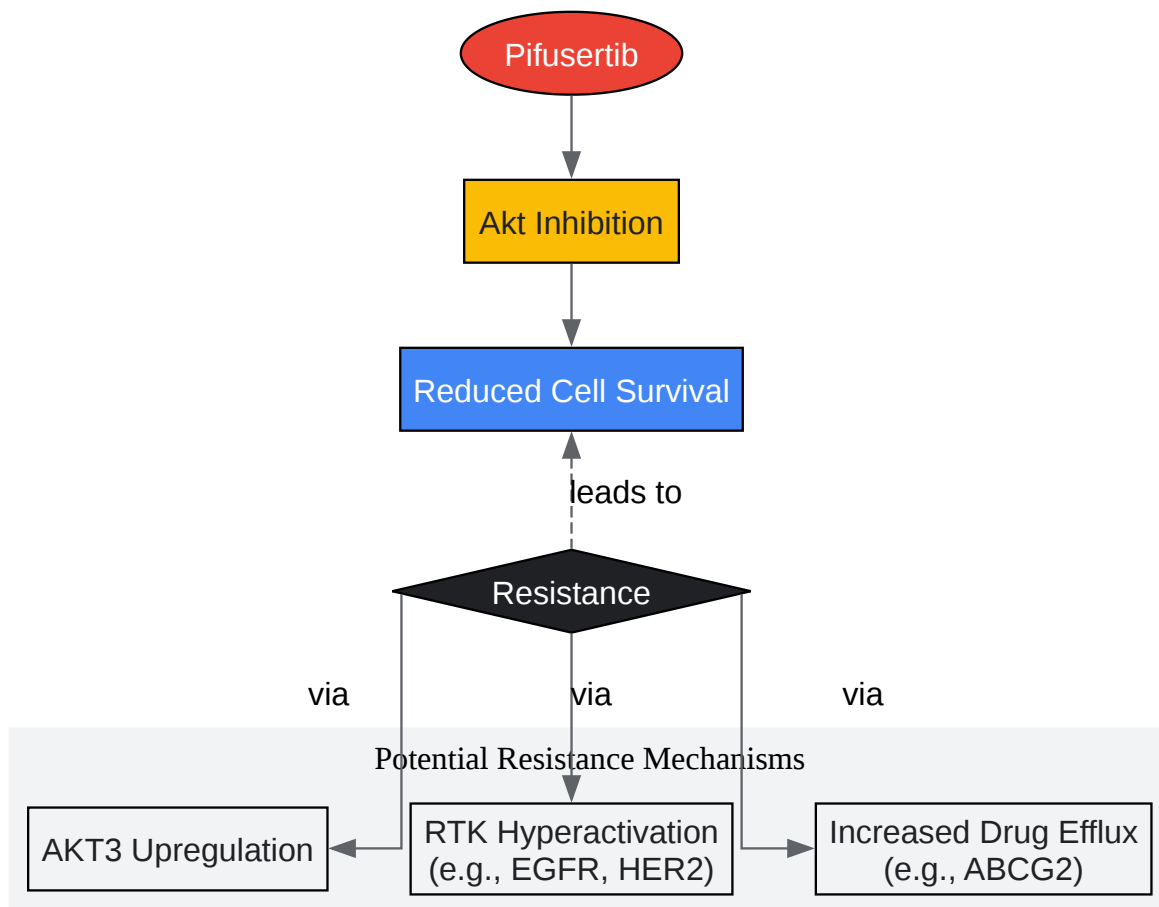 Pifusertib
Akt Inhibition
Reduced Cell Survival
leads to
Resistance
via
via
via
Potential Resistance Mechanisms
AKT3 Upregulation
RTK Hyperactivation
(e.g., EGFR, HER2)
Increased Drug Efflux
(e.g., ABCG2)